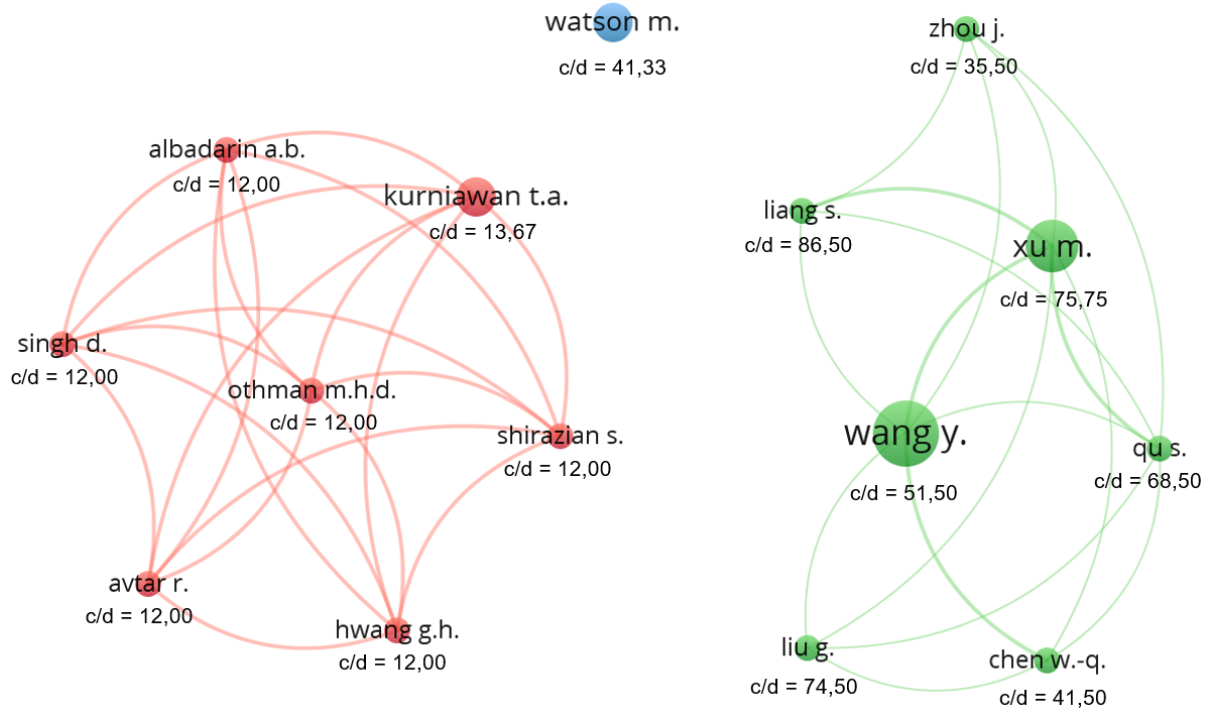 watson m.
c/d = 41,33
zhou j.
c/d = 35,50
albadarin a.b.
c/d = 12,00
kurniawan t.a.
c/d = 13,67
liang s.
c/d = 86,50
xu m.
c/d = 75,75
singh d.
c/d = 12,00
othman m.h.d.
c/d = 12,00
shirazian s.
c/d = 12,00
wang y.
c/d = 51,50
qu s.
c/d = 68,50
avtar r.
c/d = 12,00
hwang g.h.
c/d = 12,00
liu g.
c/d = 74,50
chen w.-q.
c/d = 41,50